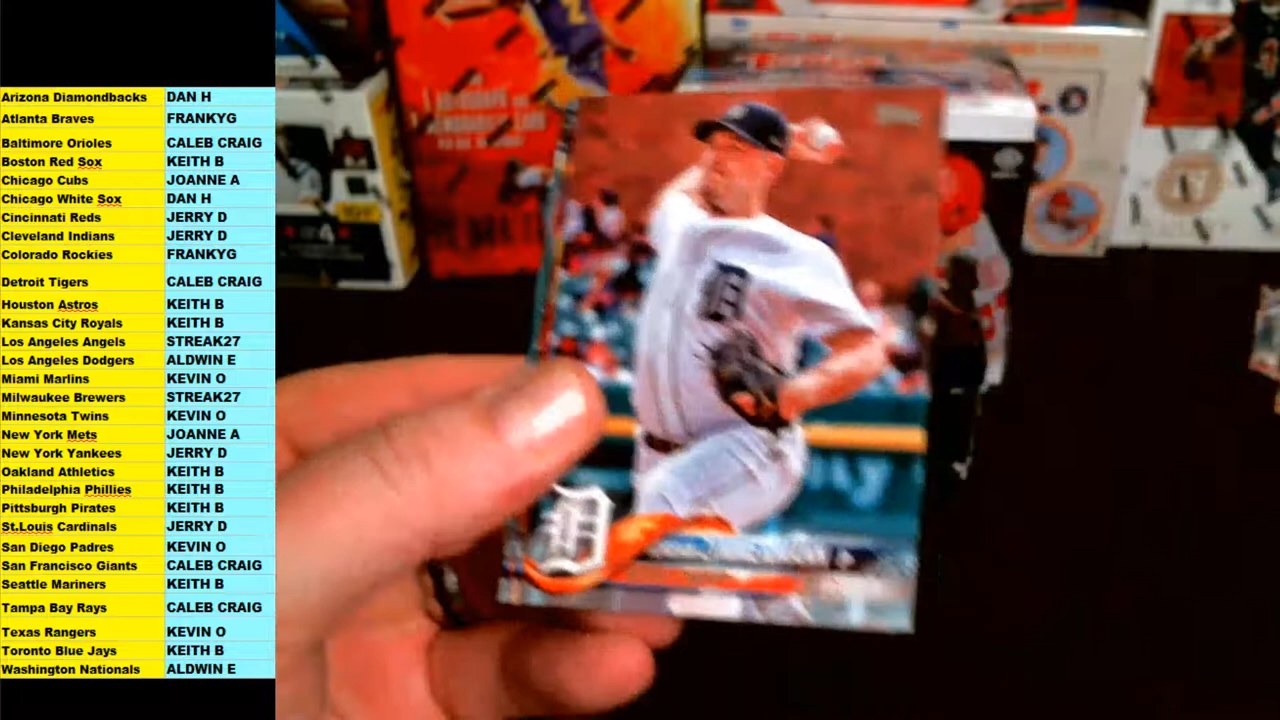 Arizona Diamondbacks DAN H
Atlanta Braves FRANKYG
Baltimore Orioles CALEB CRAIG
Boston Red Sox KEITH B
Chicago Cubs JOANNE A
Chicago White Sox DAN H
Cincinnati Reds JERRY D
Cleveland Indians JERRY D
Colorado Rockies FRANKYG
Detroit Tigers CALEB CRAIG
Houston Astros KEITH B
Kansas City Royals KEITH B
Los Angeles Angels STREAK27
Los Angeles Dodgers ALDWIN E
Miami Marlins KEVIN O
Milwaukee Brewers STREAK27
Minnesota Twins KEVIN O
New York Mets JOANNE A
New York Yankees JERRY D
Oakland Athletics KEITH B
Philadelphia Phillies KEITH B
Pittsburgh Pirates KEITH B
St.Louis Cardinals JERRY D
San Diego Padres KEVIN O
San Francisco Giants CALEB CRAIG
Seattle Mariners KEITH B
Tampa Bay Rays CALEB CRAIG
Texas Rangers KEVIN O
Toronto Blue Jays KEITH B
Washington Nationals ALDWIN E